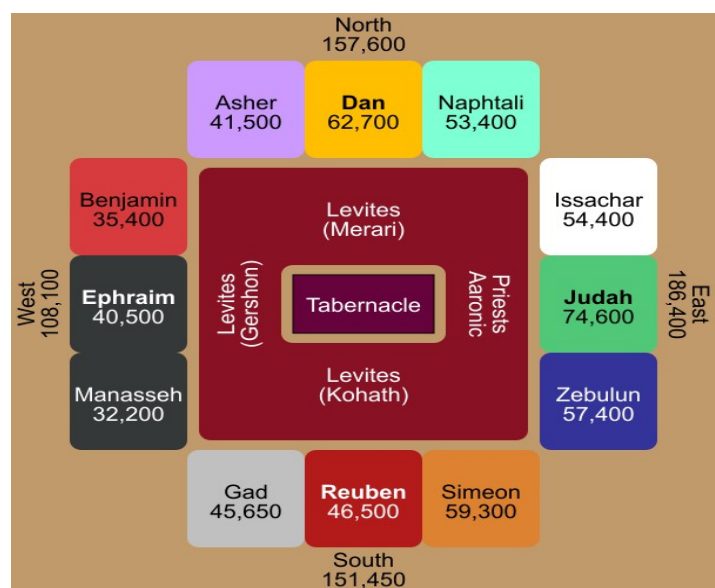 North
157,600
Asher
41,500
Dan
62,700
Naphtali
53,400
Benjamin
35,400
Levites
(Merari)
Issachar
54,400
West
108,100
Ephraim
40,500
Levites
(Gershon)
Tabernacle
Priests
Aaronic
Judah
74,600
East
186,400
Manasseh
32,200
Levites
(Kohath)
Zebulun
57,400
Gad
45,650
Reuben
46,500
Simeon
59,300
South
151,450